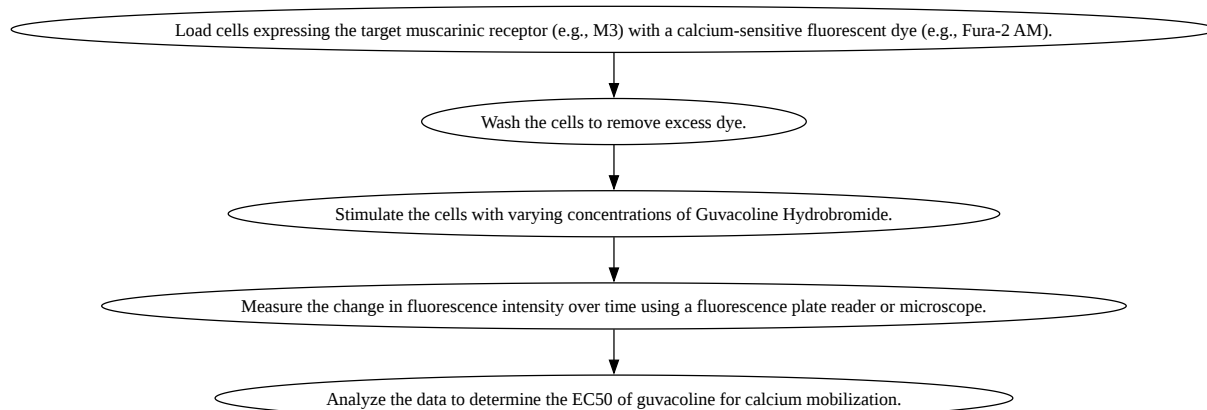 Load cells expressing the target muscarinic receptor (e.g., M3) with a calcium-sensitive fluorescent dye (e.g., Fura-2 AM).
Wash the cells to remove excess dye.
Stimulate the cells with varying concentrations of Guvacoline Hydrobromide.
Measure the change in fluorescence intensity over time using a fluorescence plate reader or microscope.
Analyze the data to determine the EC50 of guvacoline for calcium mobilization.